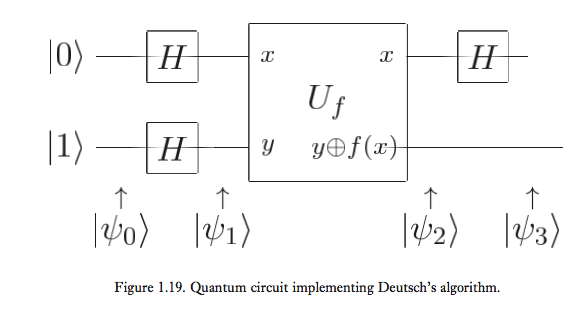 |0⟩ H x x H
U_f
|1⟩ H y y⊕f(x)
↑ ↑ ↑ ↑
|ψ₀⟩ |ψ₁⟩ |ψ₂⟩ |ψ₃⟩
Figure 1.19. Quantum circuit implementing Deutsch's algorithm.